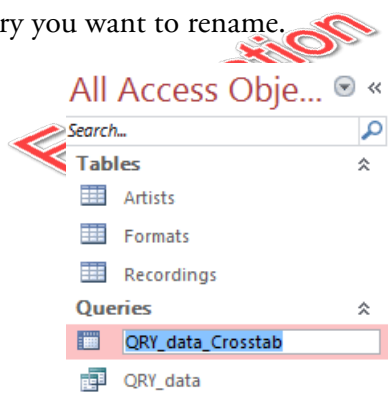 ry you want to rename.
All Access Obje...
Search...
Tables
Artists
Formats
Recordings
Queries
QRY_data_Crosstab
QRY_data